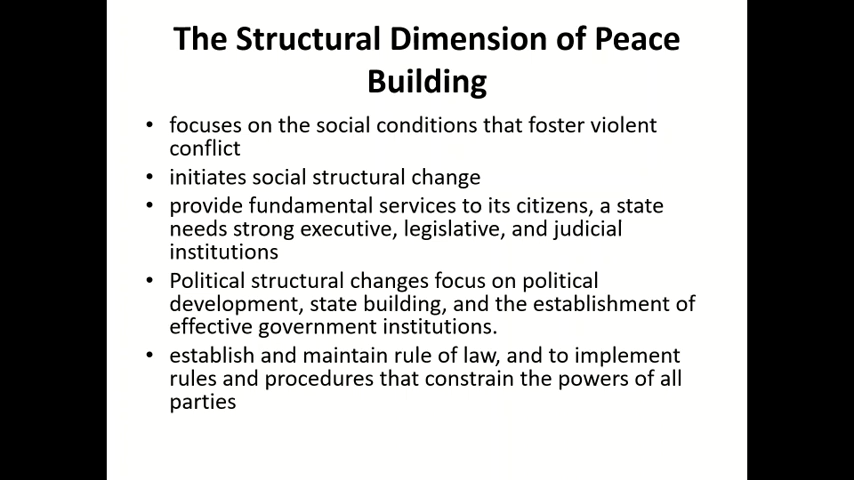 The Structural Dimension of Peace
Building
• focuses on the social conditions that foster violent
conflict
• initiates social structural change
• provide fundamental services to its citizens, a state
needs strong executive, legislative, and judicial
institutions
• Political structural changes focus on political
development, state building, and the establishment of
effective government institutions.
• establish and maintain rule of law, and to implement
rules and procedures that constrain the powers of all
parties